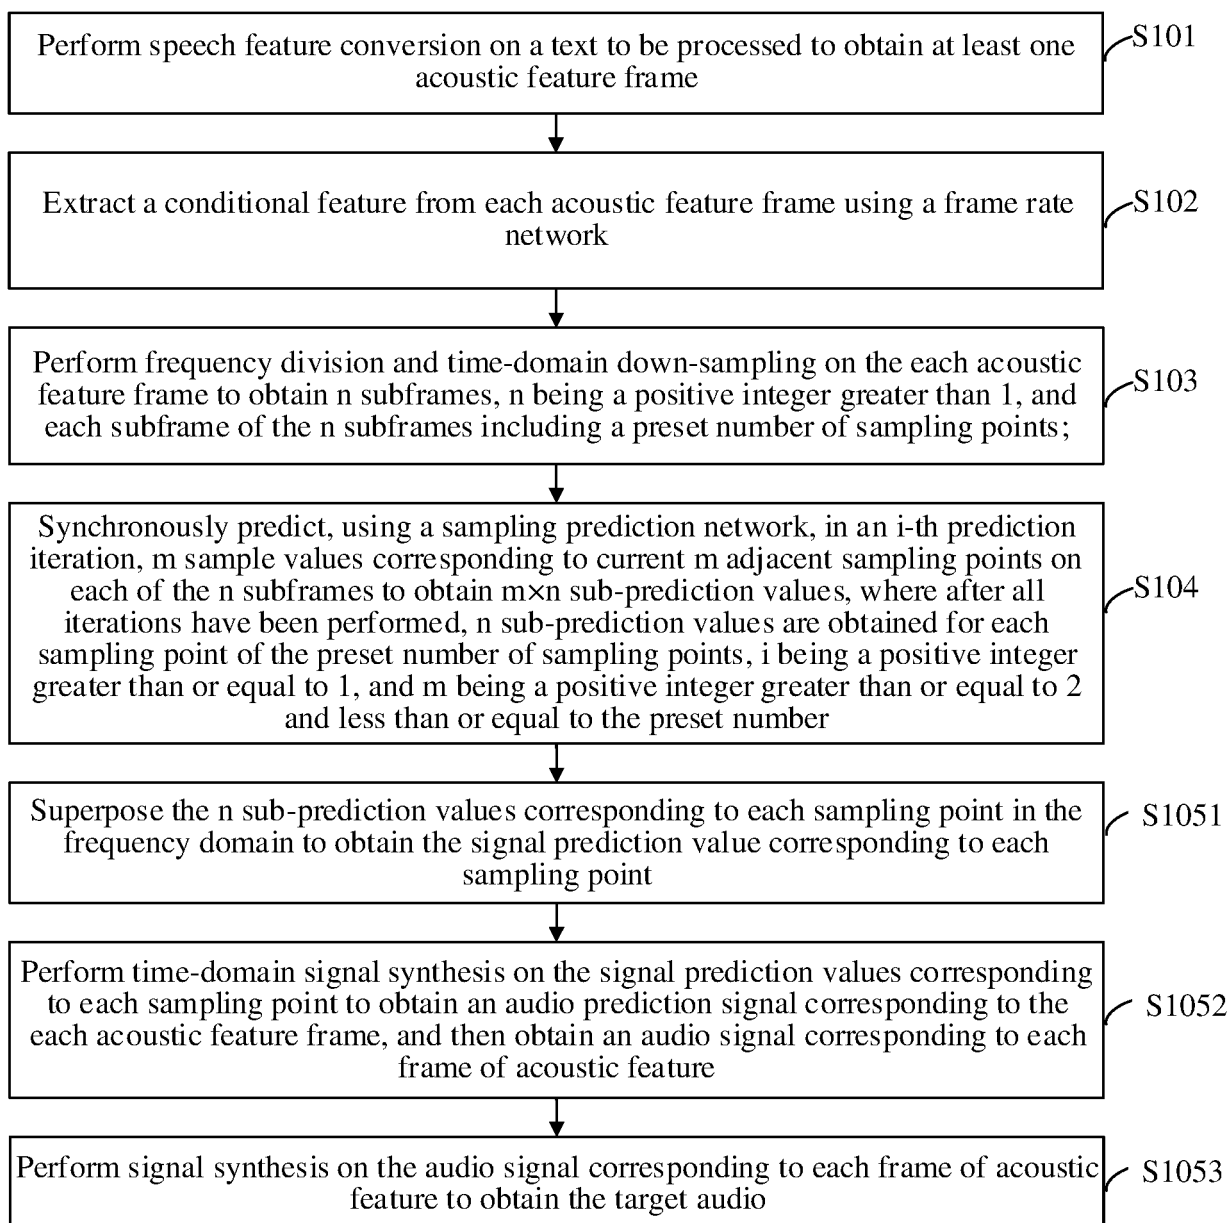 Perform speech feature conversion on a text to be processed to obtain at least one
acoustic feature frame
S101
Extract a conditional feature from each acoustic feature frame using a frame rate
network
S102
Perform frequency division and time-domain down-sampling on the each acoustic
feature frame to obtain n subframes, n being a positive integer greater than 1, and
each subframe of the n subframes including a preset number of sampling points;
S103
Synchronously predict, using a sampling prediction network, in an i-th prediction
iteration, m sample values corresponding to current m adjacent sampling points on
each of the n subframes to obtain m×n sub-prediction values, where after all
iterations have been performed, n sub-prediction values are obtained for each
sampling point of the preset number of sampling points, i being a positive integer
greater than or equal to 1, and m being a positive integer greater than or equal to 2
and less than or equal to the preset number
S104
Superpose the n sub-prediction values corresponding to each sampling point in the
frequency domain to obtain the signal prediction value corresponding to each
sampling point
S1051
Perform time-domain signal synthesis on the signal prediction values corresponding
to each sampling point to obtain an audio prediction signal corresponding to the
each acoustic feature frame, and then obtain an audio signal corresponding to each
frame of acoustic feature
S1052
Perform signal synthesis on the audio signal corresponding to each frame of acoustic
feature to obtain the target audio
S1053